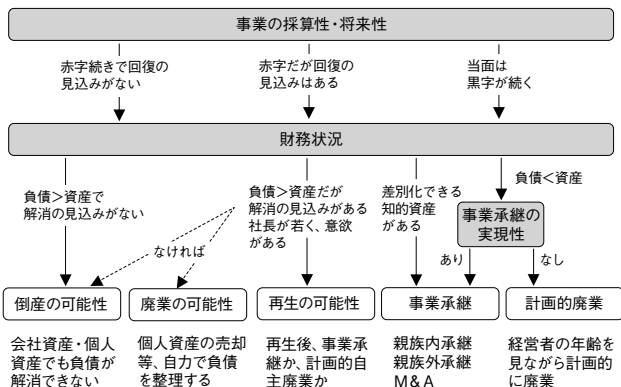 事業の採算性・将来性
赤字続きで回復の
見込みがない
赤字だが回復の
見込みはある
当面は
黒字が続く
財務状況
負債＞資産で
解消の見込みがない
負債＞資産だが
解消の見込みがある
社長が若く、意欲
がある
差別化できる
知的資産
がある
負債＜資産
事業承継の
実現性
なければ
あり
なし
倒産の可能性
廃業の可能性
再生の可能性
事業承継
計画的廃業
会社資産・個人
資産でも負債が
解消できない
個人資産の売却
等、自力で負債
を整理する
再生後、事業承
継か、計画的自
主廃業か
親族内承継
親族外承継
M&A
経営者の年齢を
見ながら計画的
に廃業